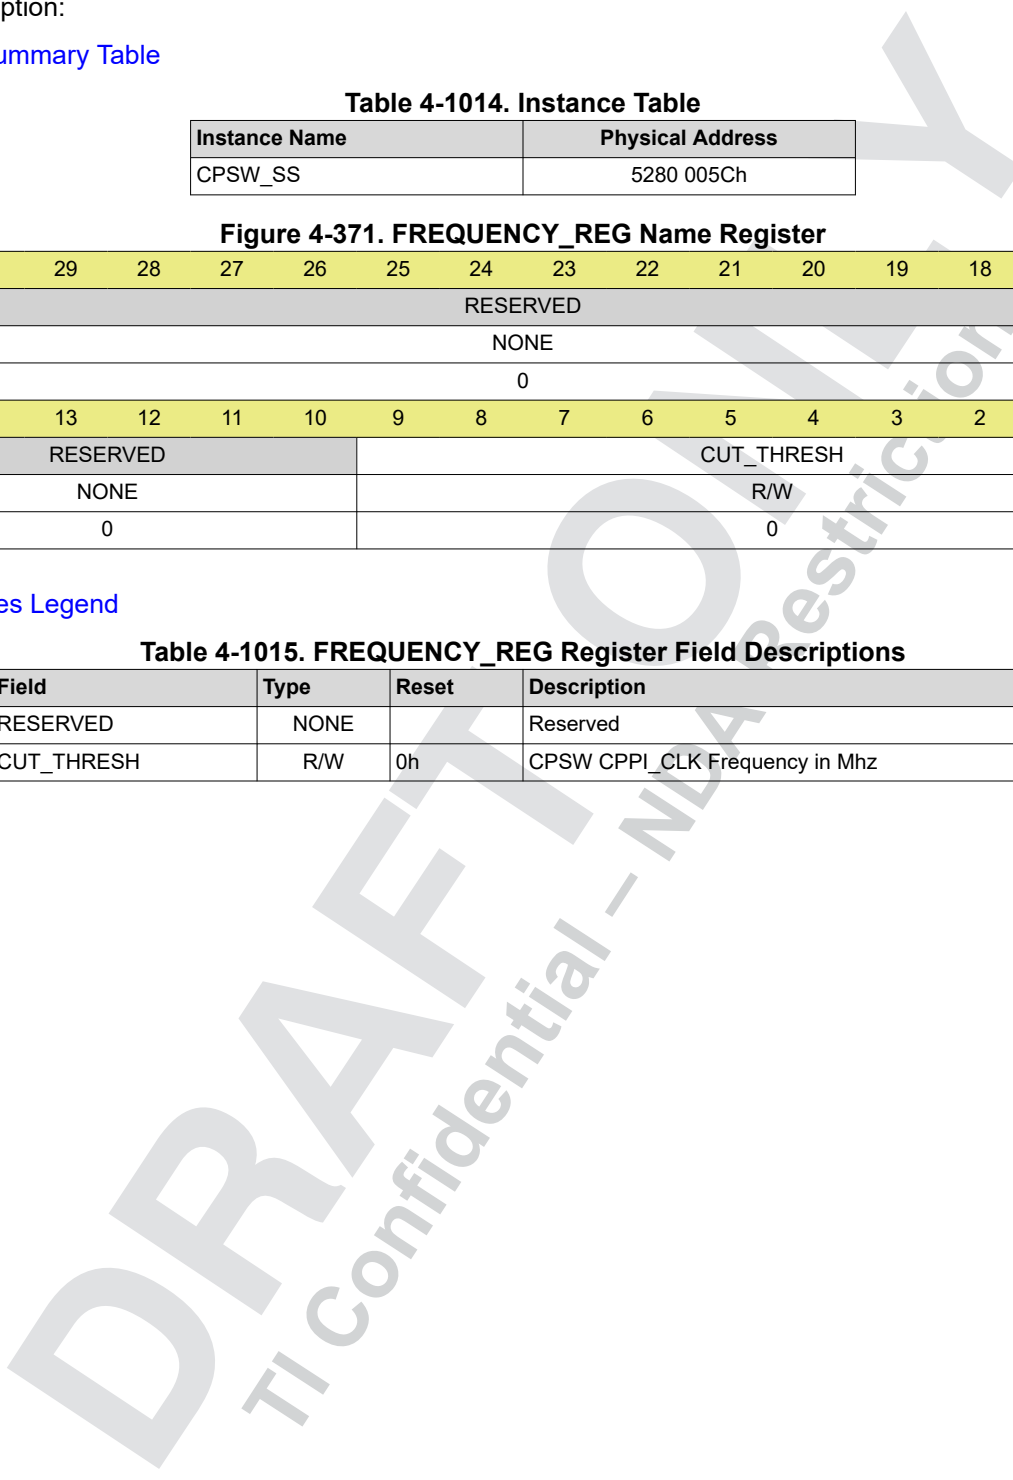 ption:
ummary Table
Table 4-1014. Instance Table
Instance Name Physical Address
CPSW_SS 5280 005Ch
Figure 4-371. FREQUENCY_REG Name Register
29 28 27 26 25 24 23 22 21 20 19 18
RESERVED
NONE
0
13 12 11 10 9 8 7 6 5 4 3 2
RESERVED CUT_THRESH
NONE R/W
0 0
es Legend
Table 4-1015. FREQUENCY_REG Register Field Descriptions
Field Type Reset Description
RESERVED NONE Reserved
CUT_THRESH R/W 0h CPSW CPPI_CLK Frequency in Mhz
DRAFT ONLY
TI Confidential — NDA Restriction